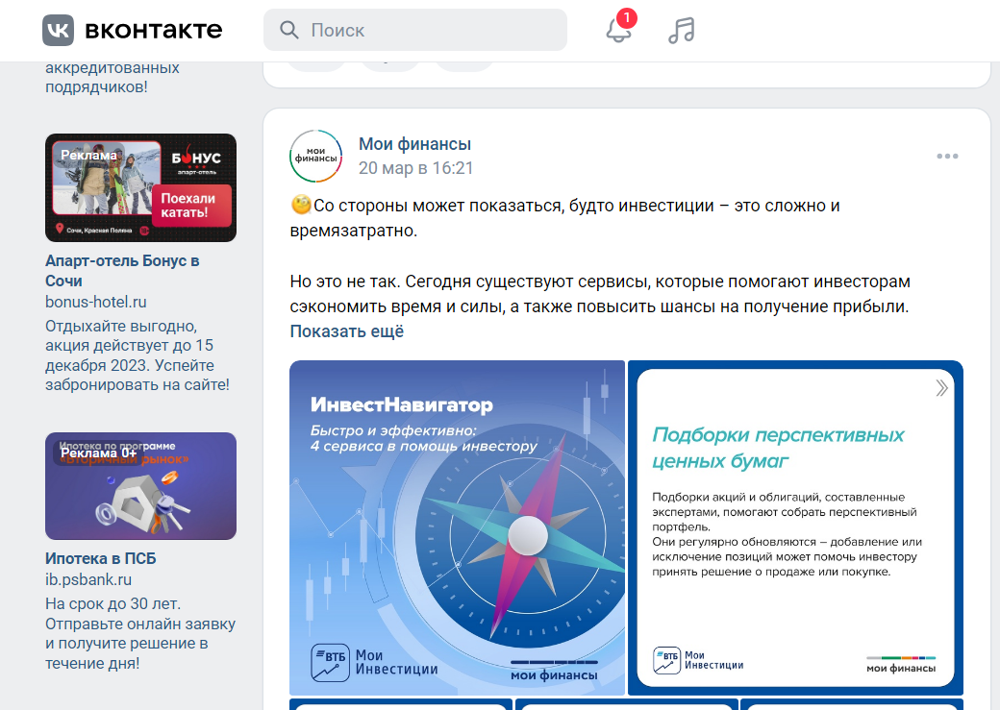 вконтакте
Поиск
1
аккредитованных
подрядчиков!
Реклама
БОНУС
апарт-отель
Поехали
катать!
Сочи, Красная Поляна
Апарт-отель Бонус в
Сочи
bonus-hotel.ru
Отдыхайте выгодно,
акция действует до 15
декабря 2023. Успейте
забронировать на сайте!
Ипотека по программе
«Вторичный рынок»
Реклама 0+
Ипотека в ПСБ
ib.psbank.ru
На срок до 30 лет.
Отправьте онлайн заявку
и получите решение в
течение дня!
мои
финансы
Мои финансы
20 мар в 16:21
Со стороны может показаться, будто инвестиции – это сложно и
времязатратно.
Но это не так. Сегодня существуют сервисы, которые помогают инвесторам
сэкономить время и силы, а также повысить шансы на получение прибыли.
Показать ещё
ИнвестНавигатор
Быстро и эффективно:
4 сервиса в помощь инвестору
ВТБ
Мои
Инвестиции
мои финансы
Подборки перспективных
ценных бумаг
Подборки акций и облигаций, составленные
экспертами, помогают собрать перспективный
портфель.
Они регулярно обновляются – добавление или
исключение позиций может помочь инвестору
принять решение о продаже или покупке.
ВТБ
Мои
Инвестиции
мои финансы